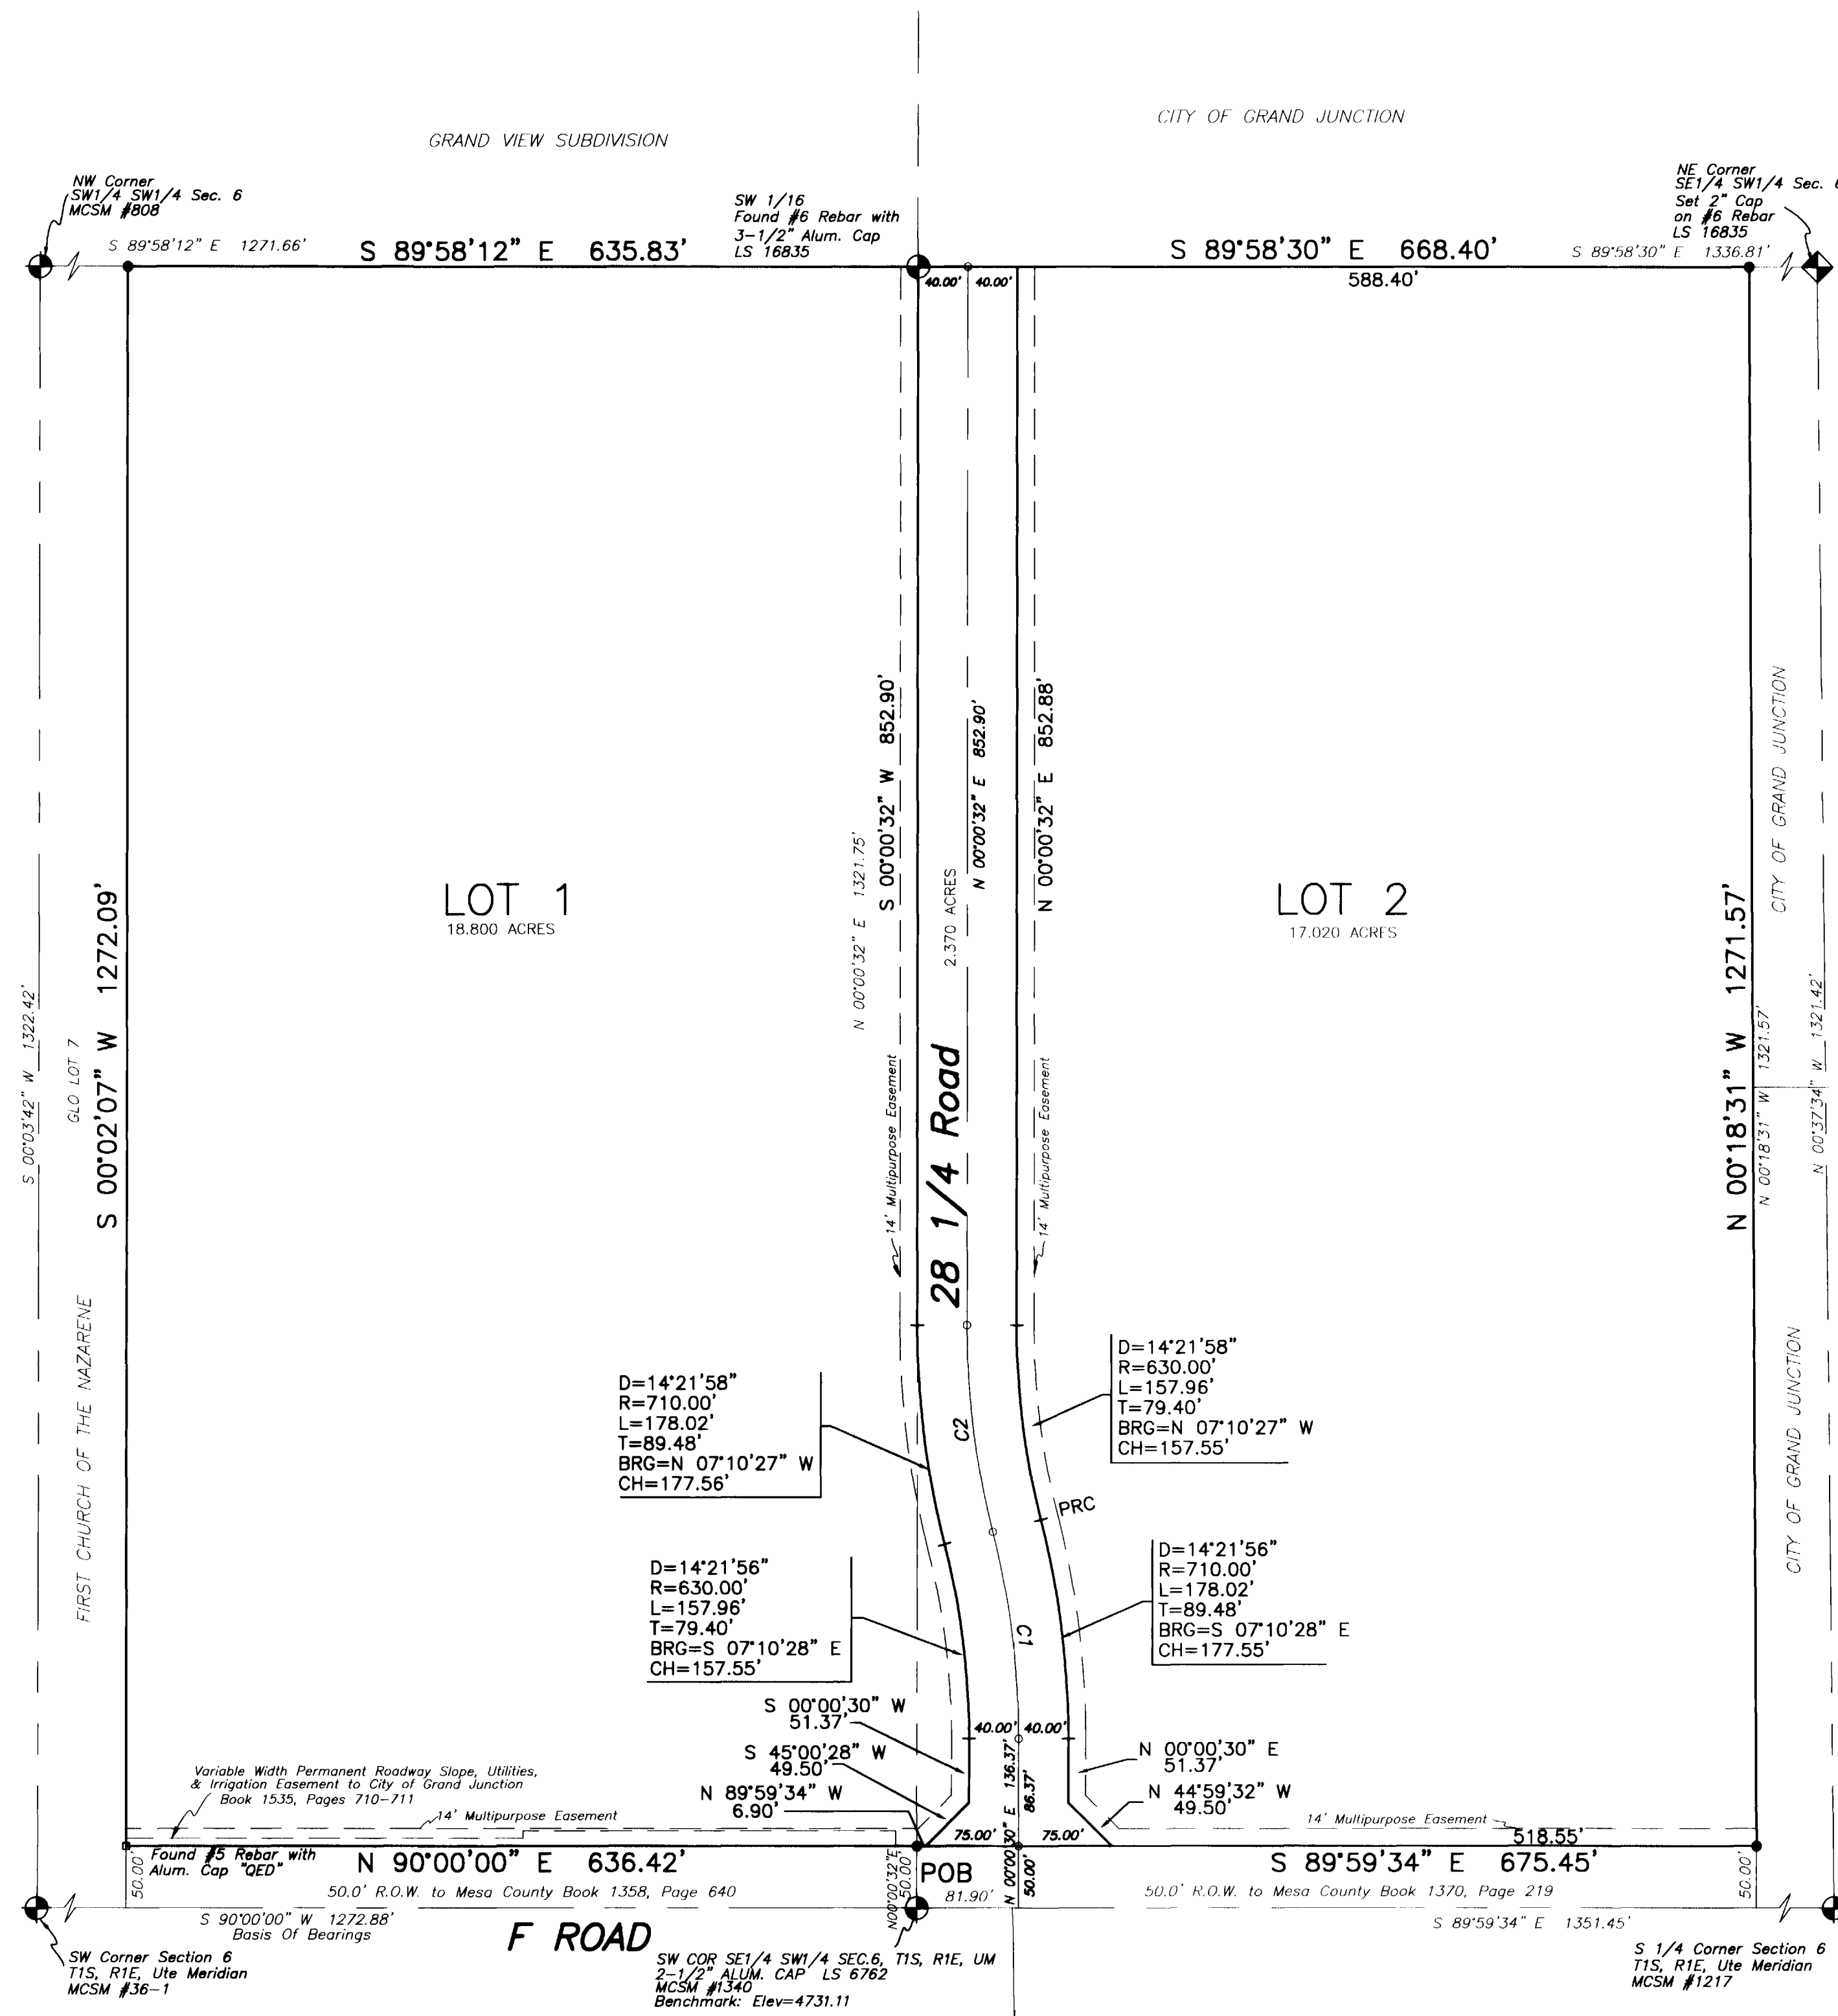 CITY OF GRAND JUNCTION
GRAND VIEW SUBDIVISION
NW Corner
SW1/4 SW1/4 Sec. 6
MCSM #808
SW 1/16
Found #6 Rebar with
3-1/2" Alum. Cap
LS 16835
NE Corner
SE1/4 SW1/4 Sec. 6
Set 2" Cap
on #6 Rebar
LS 16835
S 89°58'12" E 1271.66'
S 89°58'12" E 635.83'
S 89°58'30" E 668.40'
S 89°58'30" E 1336.81'
40.00' 40.00'
588.40'
S 00°00'32" W 852.90'
N 00°00'32" E 852.90'
N 00°00'32" E 852.88'
N 00°00'32" E 1321.75'
2.370 ACRES
LOT 1
18.800 ACRES
LOT 2
17.020 ACRES
S 00°03'42" W 1322.42'
GLO LOT 7
S 00°02'07" W 1272.09'
FIRST CHURCH OF THE NAZARENE
N 00°18'31" W 1271.57'
N 00°18'31" W 1321.57'
N 00°37'34" W 1321.42'
CITY OF GRAND JUNCTION
CITY OF GRAND JUNCTION
14' Multipurpose Easement
28 1/4 Road
14' Multipurpose Easement
D=14°21'58"
R=710.00'
L=178.02'
T=89.48'
BRG=N 07°10'27" W
CH=177.56'
D=14°21'58"
R=630.00'
L=157.96'
T=79.40'
BRG=N 07°10'27" W
CH=157.55'
C2
PRC
D=14°21'56"
R=630.00'
L=157.96'
T=79.40'
BRG=S 07°10'28" E
CH=157.55'
D=14°21'56"
R=710.00'
L=178.02'
T=89.48'
BRG=S 07°10'28" E
CH=177.55'
C1
S 00°00'30" W
51.37'
40.00' 40.00'
N 00°00'30" E
51.37'
S 45°00'28" W
49.50'
N 44°59'32" W
49.50'
N 89°59'34" W
6.90'
N 00°00'30" E 136.37'
86.37'
50.00'
Variable Width Permanent Roadway Slope, Utilities,
& Irrigation Easement to City of Grand Junction
Book 1535, Pages 710-711
14' Multipurpose Easement
14' Multipurpose Easement
75.00' 75.00'
518.55'
Found #5 Rebar with
Alum. Cap "QED"
N 90°00'00" E 636.42'
POB
S 89°59'34" E 675.45'
50.00'
50.0' R.O.W. to Mesa County Book 1358, Page 640
N00°00'32"E
50.00'
81.90'
50.0' R.O.W. to Mesa County Book 1370, Page 219
50.00'
S 90°00'00" W 1272.88'
Basis Of Bearings
F ROAD
S 89°59'34" E 1351.45'
SW Corner Section 6
T1S, R1E, Ute Meridian
MCSM #36-1
SW COR SE1/4 SW1/4 SEC.6, T1S, R1E, UM
2-1/2" ALUM. CAP LS 6762
MCSM #1340
Benchmark: Elev=4731.11
S 1/4 Corner Section 6
T1S, R1E, Ute Meridian
MCSM #1217